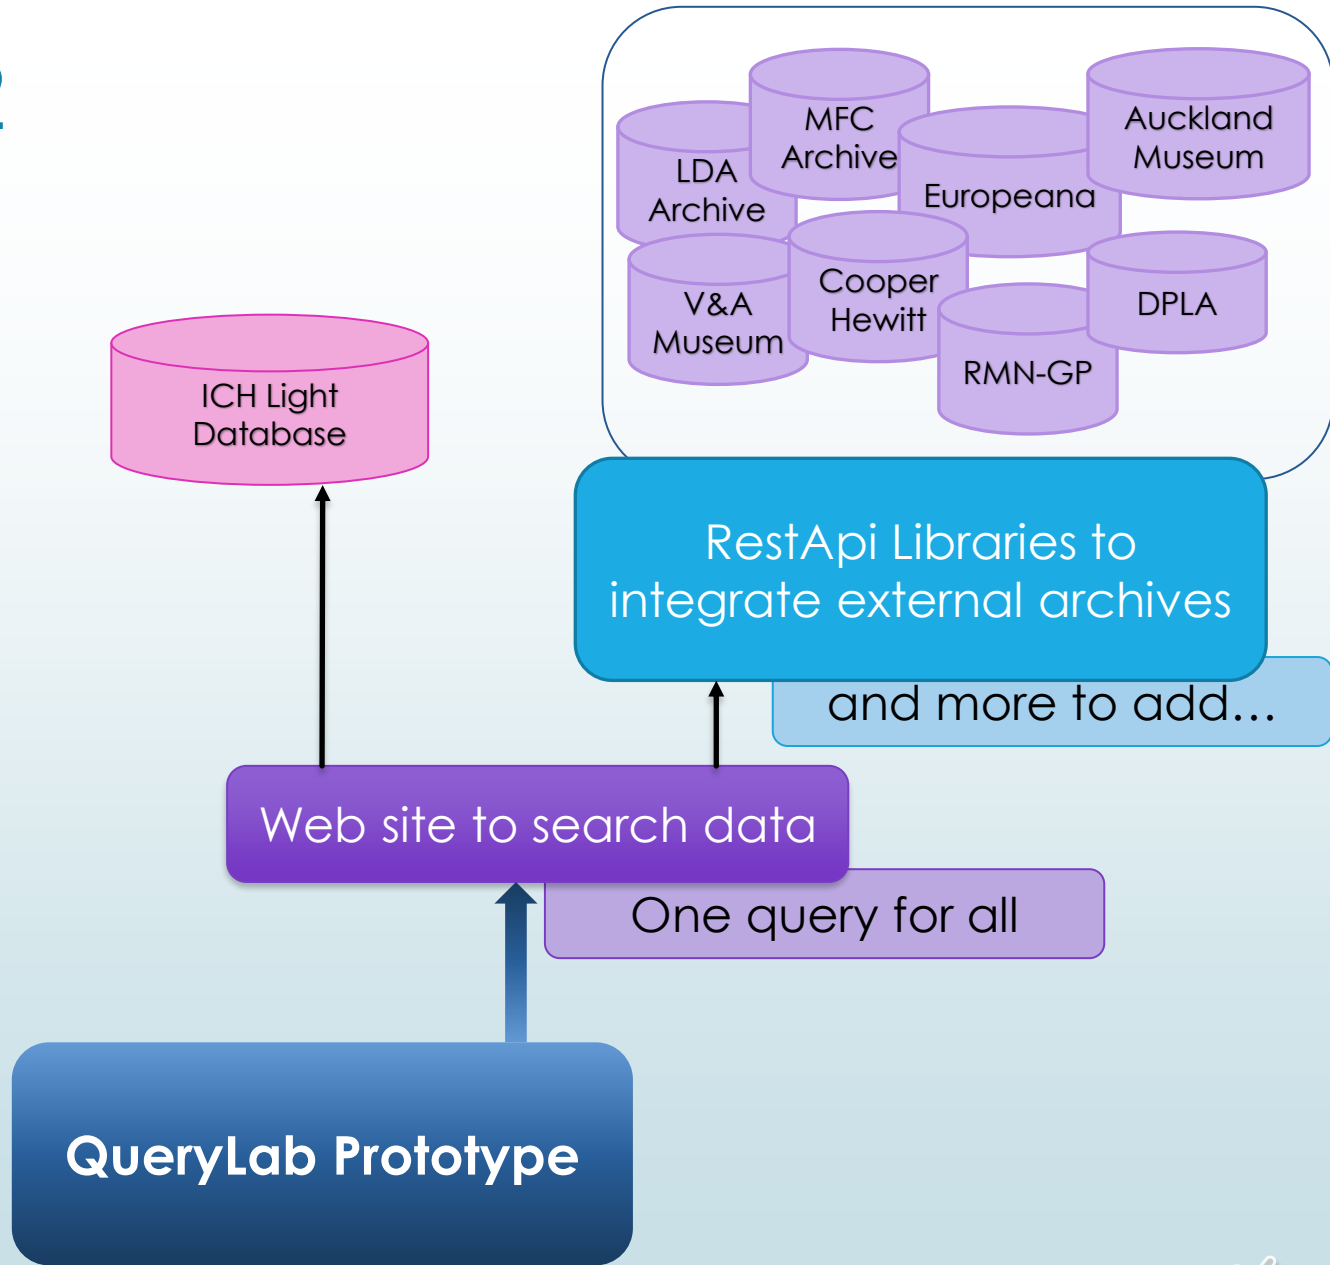 MFC
Archive
Auckland
Museum
LDA
Archive
Europeana
Cooper
Hewitt
V&A
Museum
DPLA
RMN-GP
ICH Light
Database
RestApi Libraries to
integrate external archives
and more to add…
Web site to search data
One query for all
QueryLab Prototype